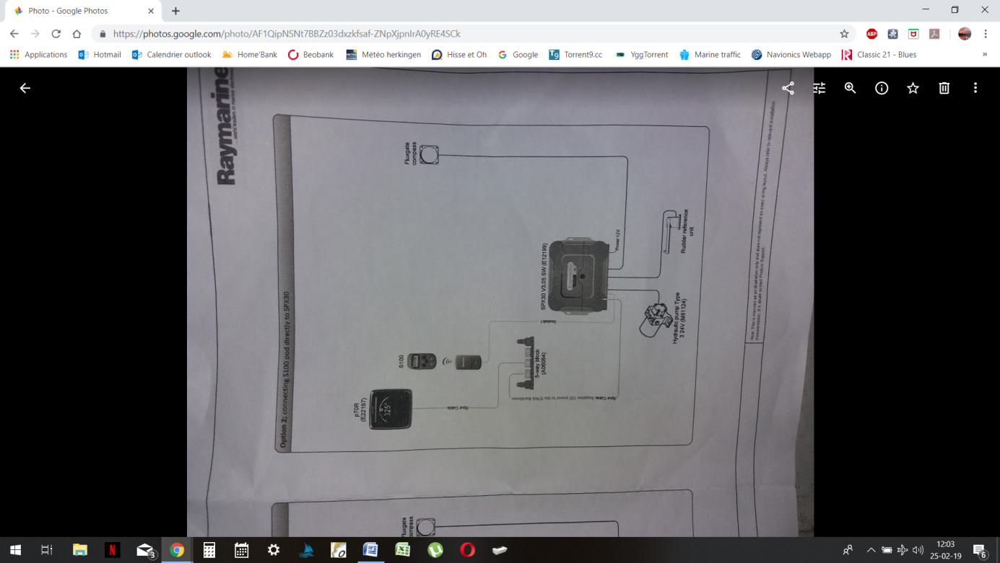 Photo - Google Photos
https://photos.google.com/photo/AF1QipNSNt7BBZz03dxzkfsaf-ZNpXjpnIrA0yRE4SCk
ABP
Applications
Hotmail
Calendrier outlook
Home'Bank
Beobank
Météo herkingen
Hisse et Oh
Google
Torrent9.cc
YggTorrent
Marine traffic
Navionics Webapp
Classic 21 - Blues
»
Raymarine
Option 2; connecting S100 pod directly to SPX30
Fluxgate
compass
SPX30 V3.05 SW (E12199)
Power 12V
Rudder reference
unit
Hydraulic pump Type
3 24V (M81124)
Seatalk1
S100
5-way block
(A06064)
p70R
(E22167)
325°
Spur Cable
Spur Cable Supplies 12V power to the STNG Backbone
Note: This is intended as an illustration only and does not represent an exact wiring layout. Always refer to relevant installation
documentation. If in doubt contact Product Support.
Fluxgate
compass
12:03
25-02-19
3
6